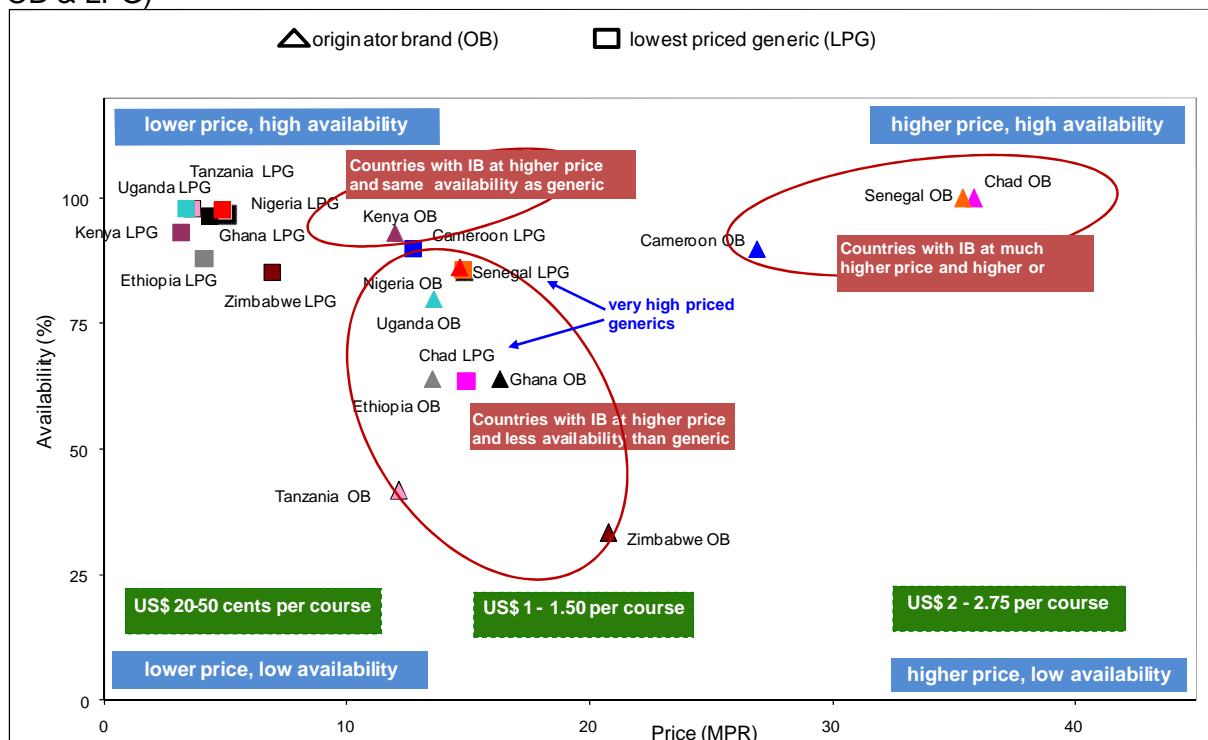 OB & LPG)
originator brand (OB)
lowest priced generic (LPG)
lower price, high availability
higher price, high availability
Tanzania LPG
Countries with IB at higher price
and same availability as generic
Uganda LPG
Nigeria LPG
Senegal OB
Chad OB
100
Kenya OB
Kenya LPG
Ghana LPG
Cameroon LPG
Cameroon OB
Countries with IB at much
higher price and higher or
Ethiopia LPG
Nigeria OB
Senegal LPG
Zimbabwe LPG
very high priced
generics
75
Uganda OB
Chad LPG
Ghana OB
Ethiopia OB
Countries with IB at higher price
and less availability than generic
Availability (%)
50
Tanzania OB
Zimbabwe OB
25
US$ 20-50 cents per course
US$ 1 - 1.50 per course
US$ 2 - 2.75 per course
lower price, low availability
higher price, low availability
0
0
10
20
30
40
Price (MPR)